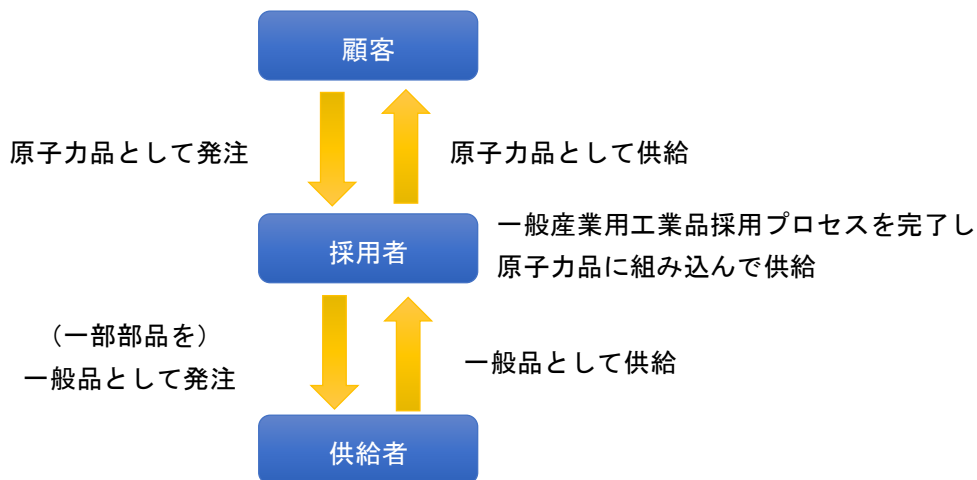 顧客
原子力品として発注
原子力品として供給
採用者
一般産業用工業品採用プロセスを完了し
原子力品に組み込んで供給
（一部部品を）
一般品として発注
一般品として供給
供給者